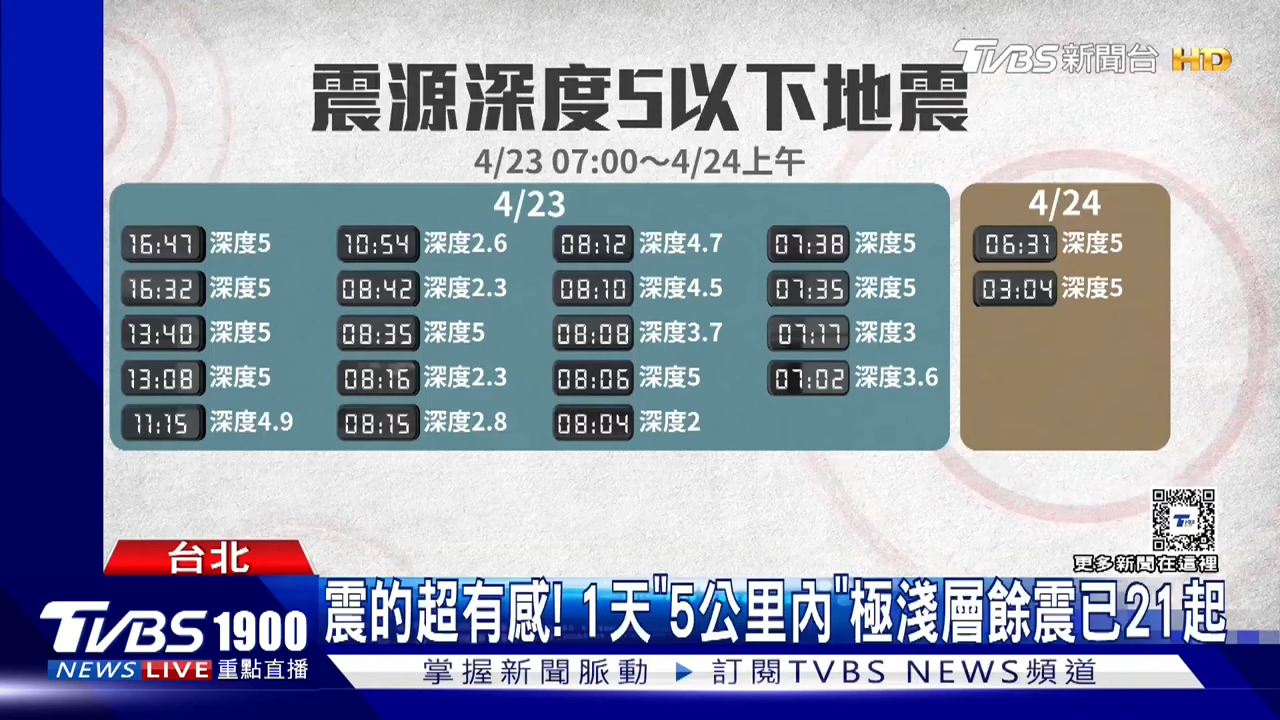 TVBS新聞台 HD
震源深度5以下地震
4/23 07:00～4/24上午
4/23
16:47 深度5
16:32 深度5
13:40 深度5
13:08 深度5
11:15 深度4.9
10:54 深度2.6
08:42 深度2.3
08:35 深度5
08:16 深度2.3
08:15 深度2.8
08:12 深度4.7
08:10 深度4.5
08:08 深度3.7
08:06 深度5
08:04 深度2
07:38 深度5
07:35 深度5
07:17 深度3
07:02 深度3.6
4/24
06:31 深度5
03:04 深度5
更多新聞在這裡
台北
震的超有感! 1天"5公里內"極淺層餘震已21起
TVBS 1900
NEWS LIVE 重點直播
掌握新聞脈動 ▶ 訂閱TVBS NEWS頻道